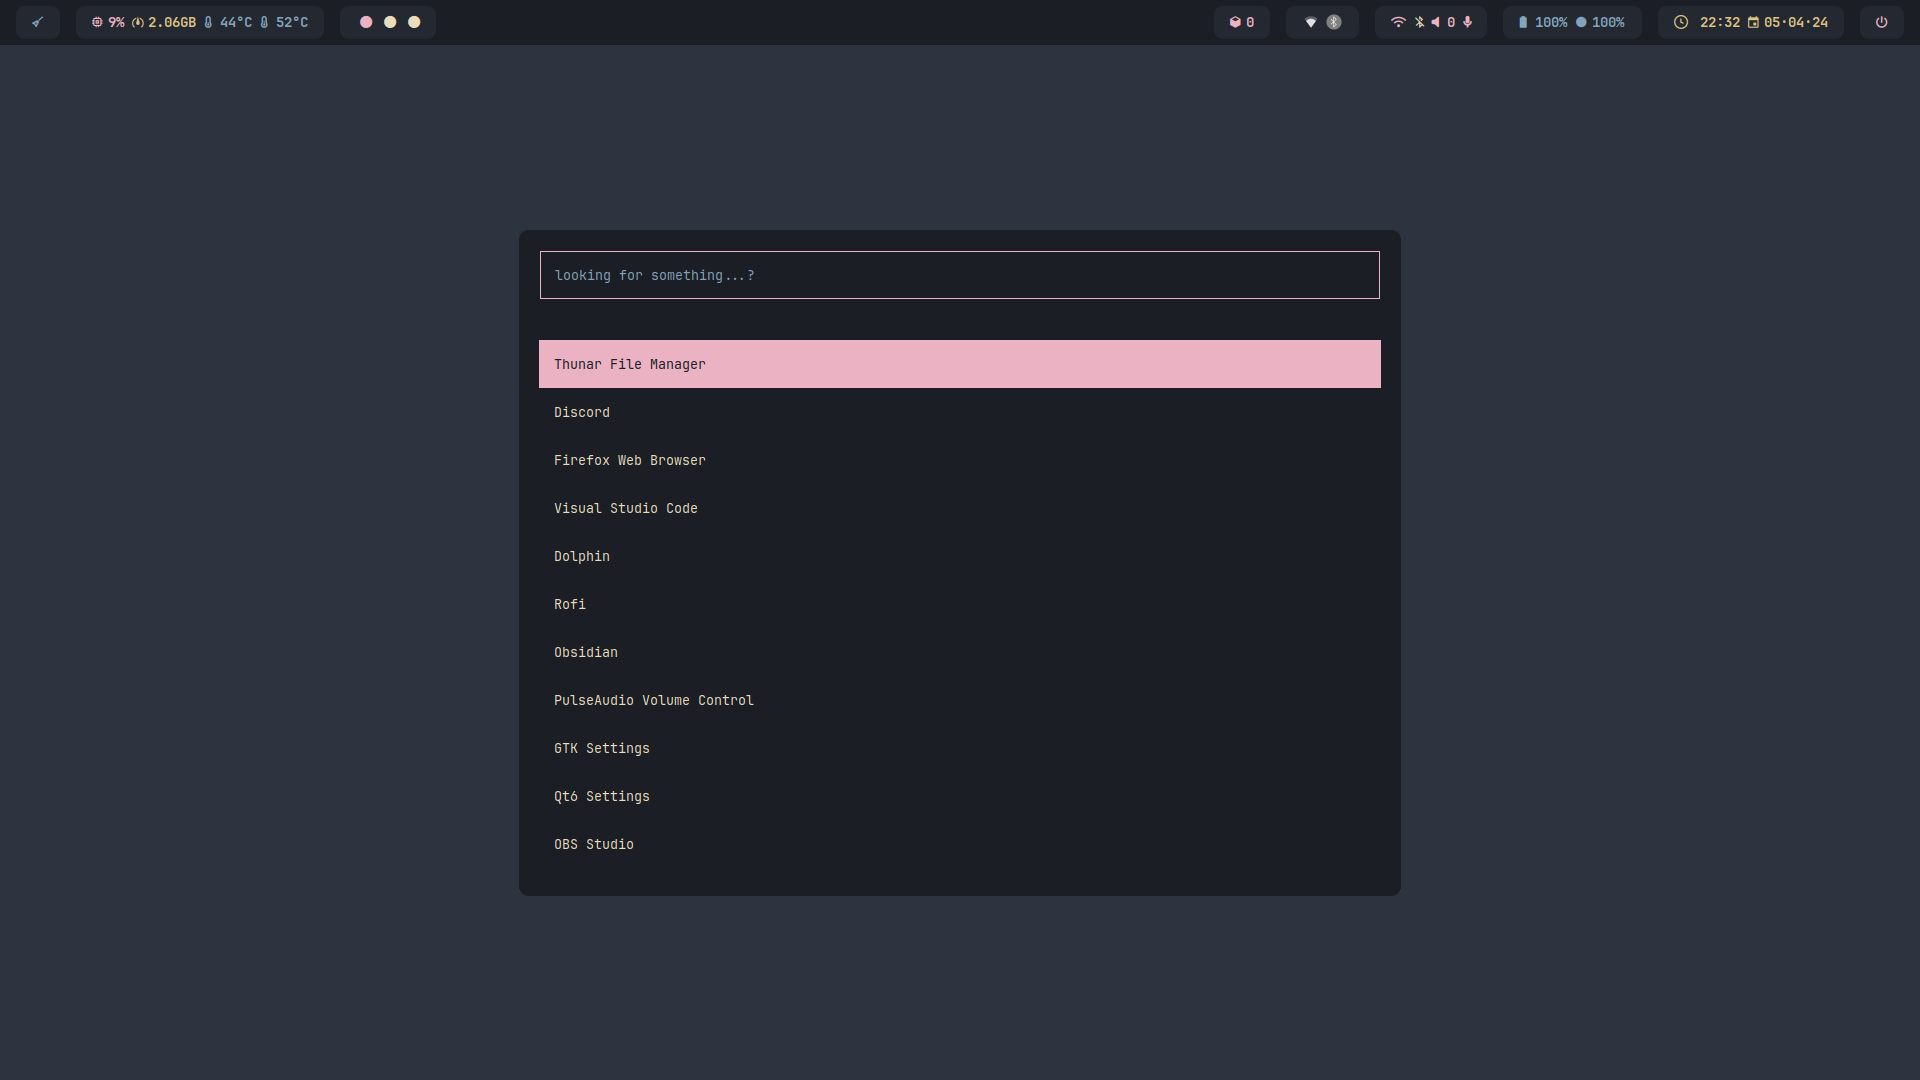 9% 2.06GB 44°C 52°C 0 0 100% 100% 22:32 05·04·24
looking for something...?
Thunar File Manager
Discord
Firefox Web Browser
Visual Studio Code
Dolphin
Rofi
Obsidian
PulseAudio Volume Control
GTK Settings
Qt6 Settings
OBS Studio